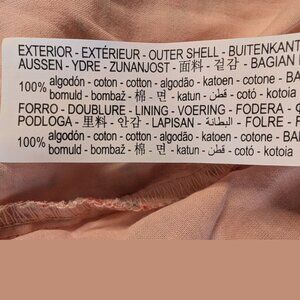 EXTERIOR - EXTÉRIEUR - OUTER SHELL - BUITENKANT
AUSSEN - YDRE - ZUNANJOST - 面料 - 겉감 - BAGIAN
100% algodón - coton - cotton - algodão - katoen - cotone - BA
bomuld - bombaž - 棉 - 면 - katun - قطن - cotó - kotoia
FORRO - DOUBLURE - LINING - VOERING - FODERA -
PODLOGA - 里料 - 안감 - LAPISAN - البطانة - FOLRE - F
100% algodón - coton - cotton - algodão - katoen - cotone - BA
bomuld - bombaž - 棉 - 면 - katun - قطن - cotó - kotoia